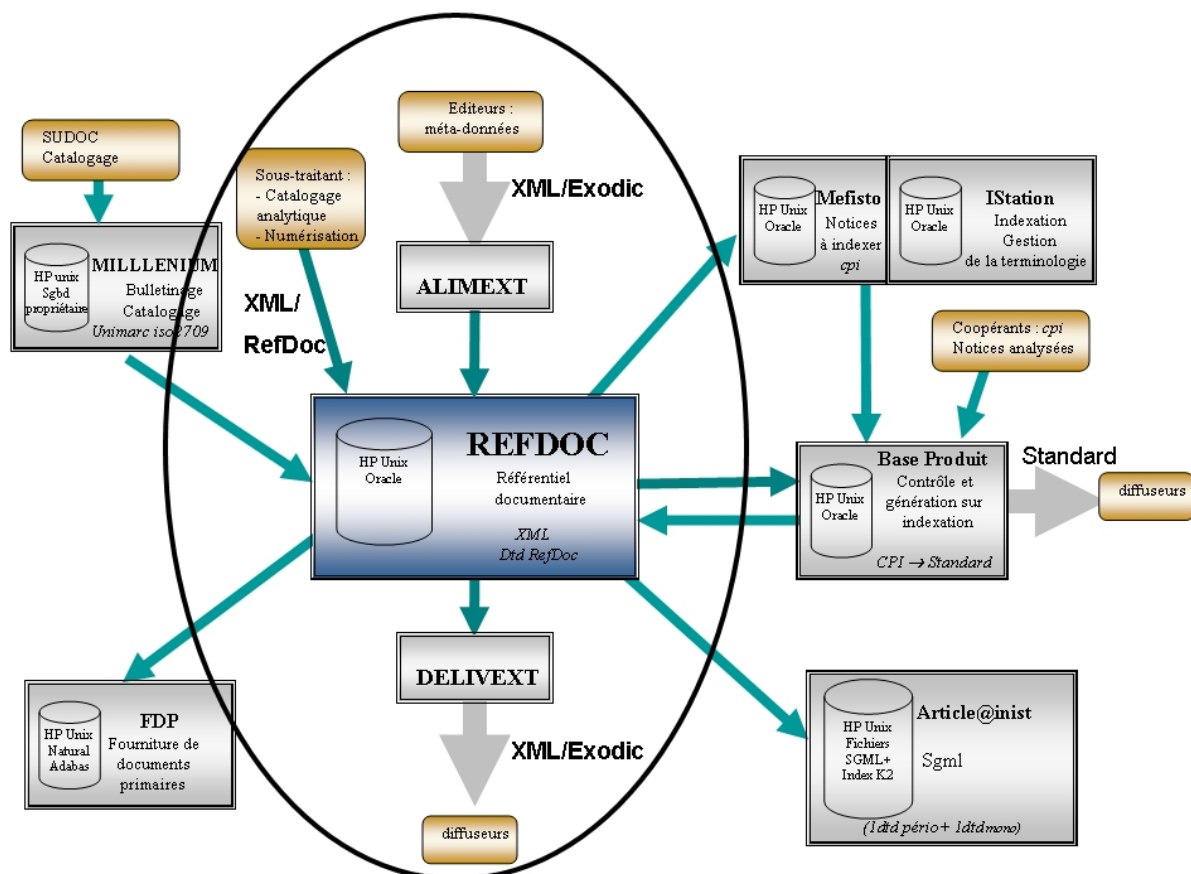 Editeurs :
méta-données
SUDOC
Catalogage
Sous-traitant :
- Catalogage
analytique
- Numérisation
XML/Exodic
HP Unix
Oracle
Mefisto
Notices
à indexer
cpi
HP Unix
Oracle
IStation
Indexation
Gestion
de la terminologie
HP unix
Sgbd
propriétaire
MILLLENIUM
Bulletinage
Catalogage
Unimarc iso2709
XML/
RefDoc
ALIMEXT
Coopérants : cpi
Notices analysées
HP Unix
Oracle
REFDOC
Référentiel
documentaire
XML
Dtd RefDoc
HP Unix
Oracle
Base Produit
Contrôle et
génération sur
indexation
CPI → Standard
Standard
diffuseurs
DELIVEXT
XML/Exodic
diffuseurs
HP Unix
Natural
Adabas
FDP
Fourniture de
documents
primaires
HP Unix
Fichiers
SGML+
Index K2
Article@inist
Sgml
(1dtd pério + 1dtd mono)